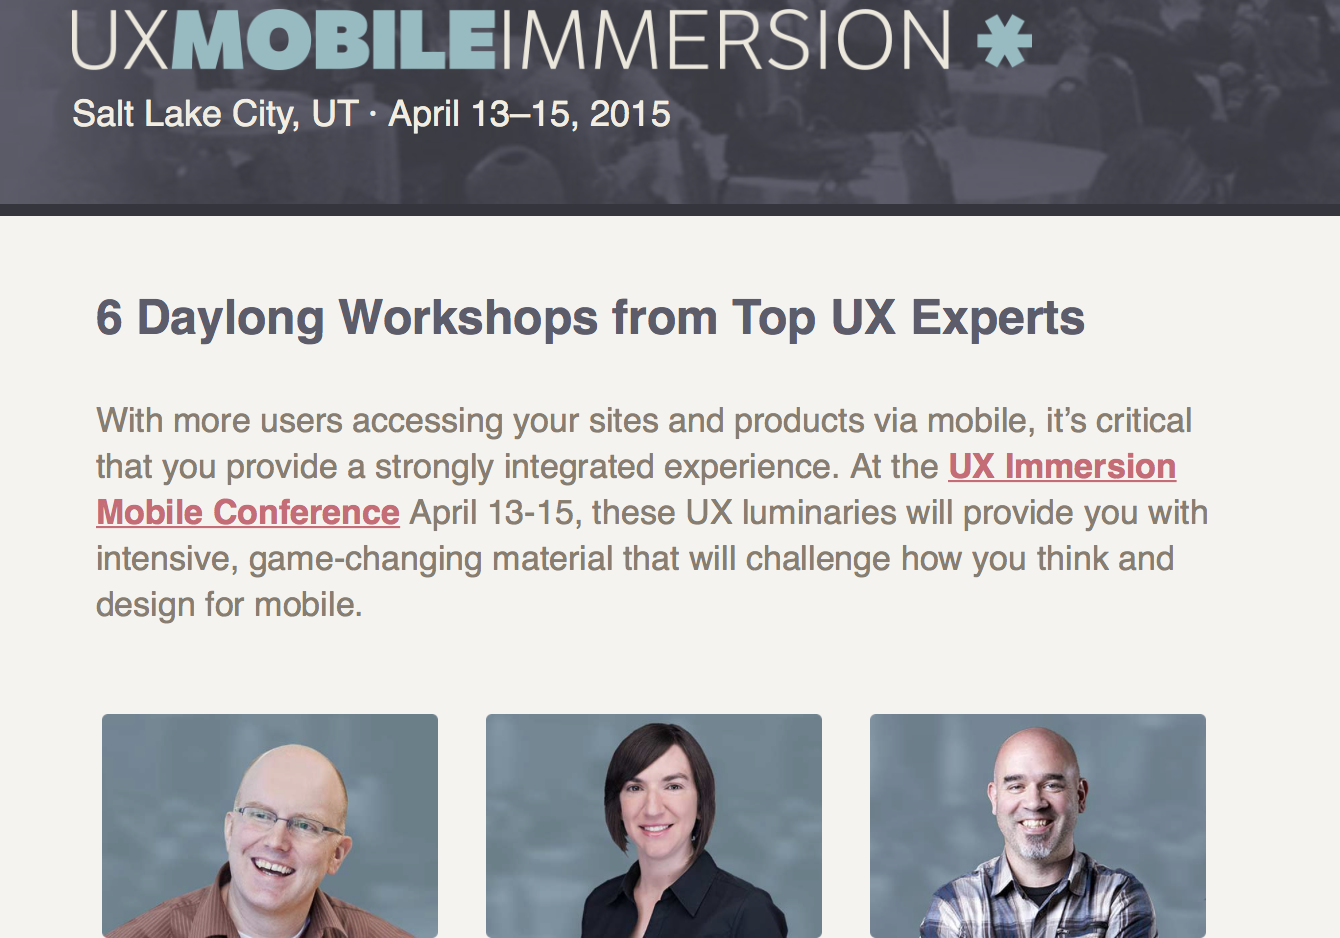 UXMOBILEIMMERSION *
Salt Lake City, UT · April 13–15, 2015
6 Daylong Workshops from Top UX Experts
With more users accessing your sites and products via mobile, it’s critical
that you provide a strongly integrated experience. At the UX Immersion
Mobile Conference April 13-15, these UX luminaries will provide you with
intensive, game-changing material that will challenge how you think and
design for mobile.